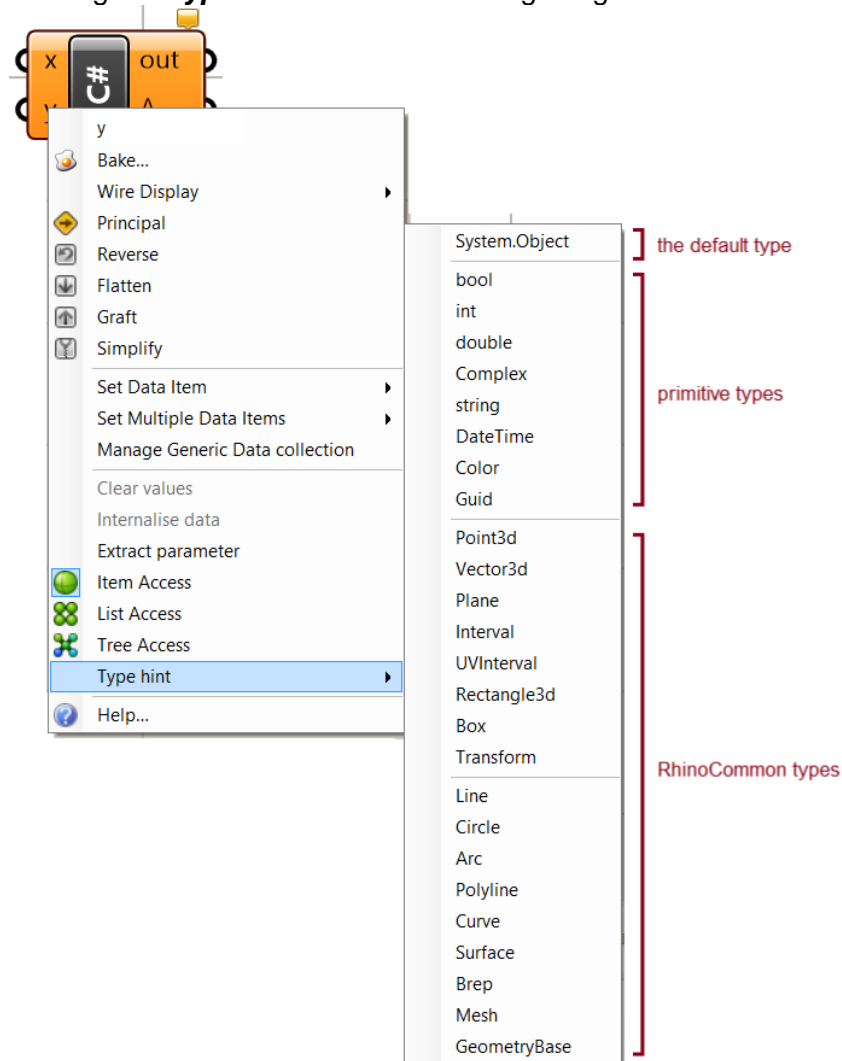 x
out
C#
y
A
y
Bake...
Wire Display
Principal
Reverse
Flatten
Graft
Simplify
Set Data Item
Set Multiple Data Items
Manage Generic Data collection
Clear values
Internalise data
Extract parameter
Item Access
List Access
Tree Access
Type hint
Help...
System.Object
the default type
bool
int
double
Complex
string
DateTime
Color
Guid
primitive types
Point3d
Vector3d
Plane
Interval
UVInterval
Rectangle3d
Box
Transform
Line
Circle
Arc
Polyline
Curve
Surface
Brep
Mesh
GeometryBase
RhinoCommon types